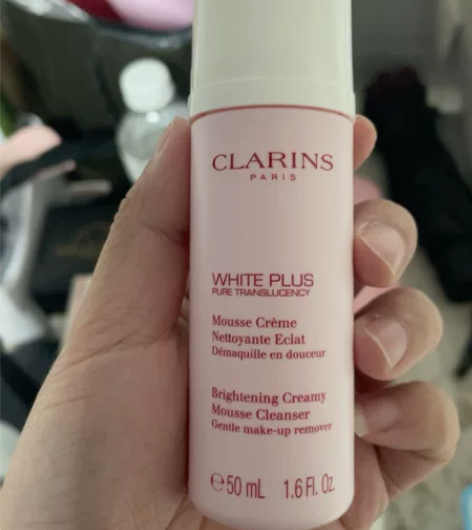 CLARINS
PARIS
WHITE PLUS
PURE TRANSLUCENCY
Mousse Crème
Nettoyante Eclat
Démaquille en douceur
Brightening Creamy
Mousse Cleanser
Gentle make-up remover
℮50 mL 1.6 Fl. Oz.